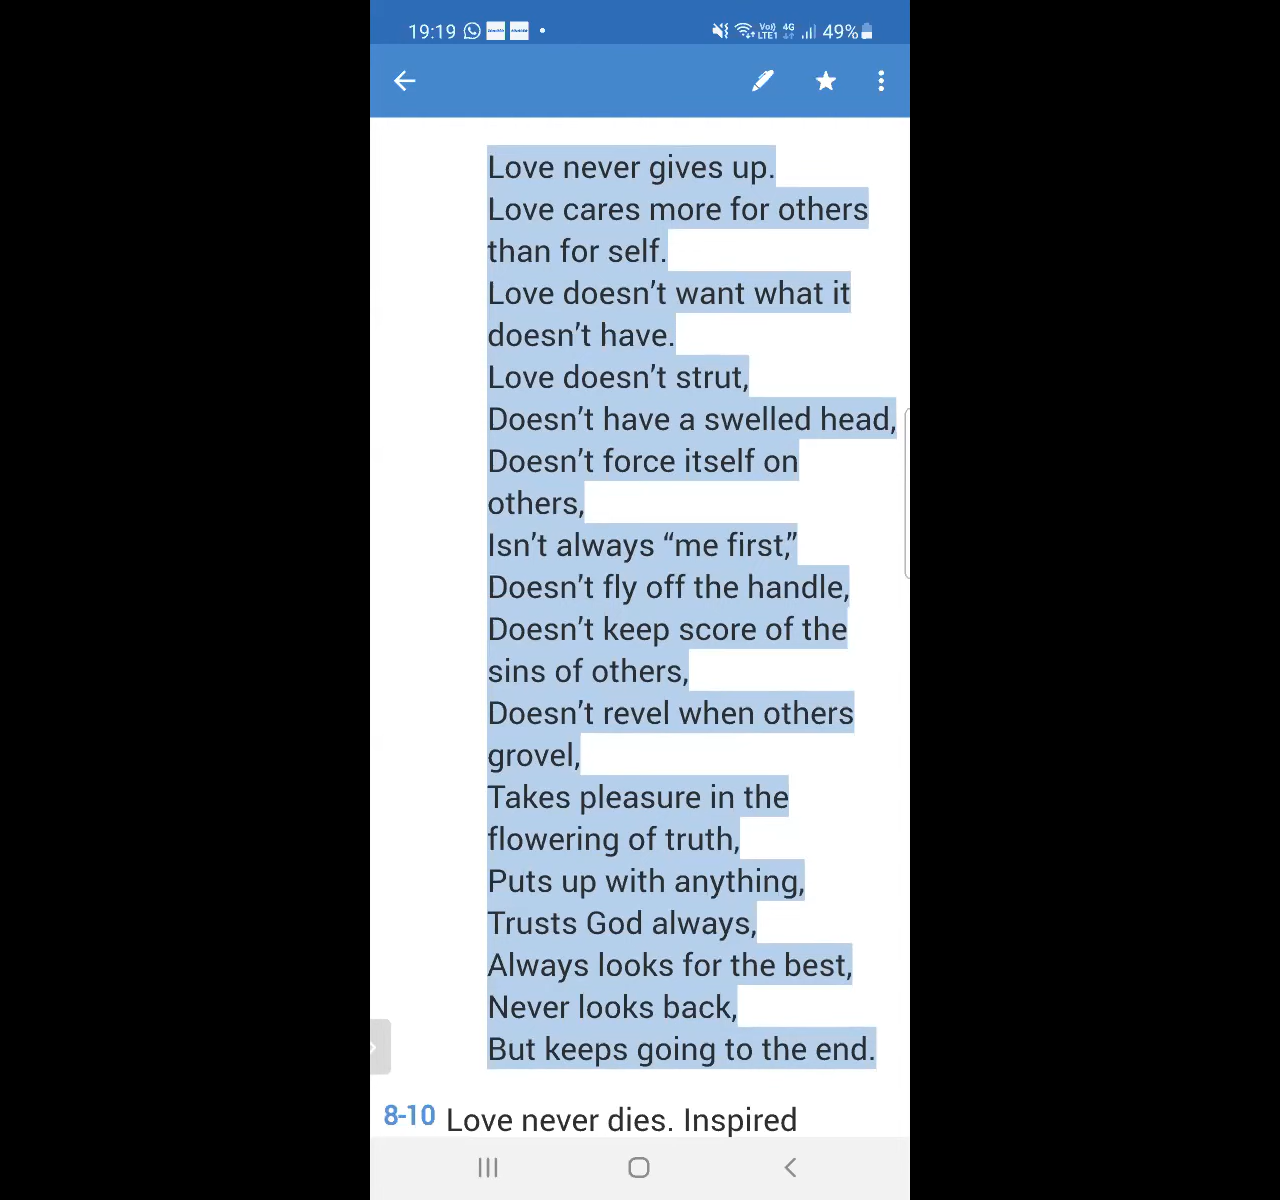 19:19 Vo) 4G 49%
LTE1
Love never gives up.
Love cares more for others
than for self.
Love doesn’t want what it
doesn’t have.
Love doesn’t strut,
Doesn’t have a swelled head,
Doesn’t force itself on
others,
Isn’t always “me first,”
Doesn’t fly off the handle,
Doesn’t keep score of the
sins of others,
Doesn’t revel when others
grovel,
Takes pleasure in the
flowering of truth,
Puts up with anything,
Trusts God always,
Always looks for the best,
Never looks back,
But keeps going to the end.
8-10 Love never dies. Inspired